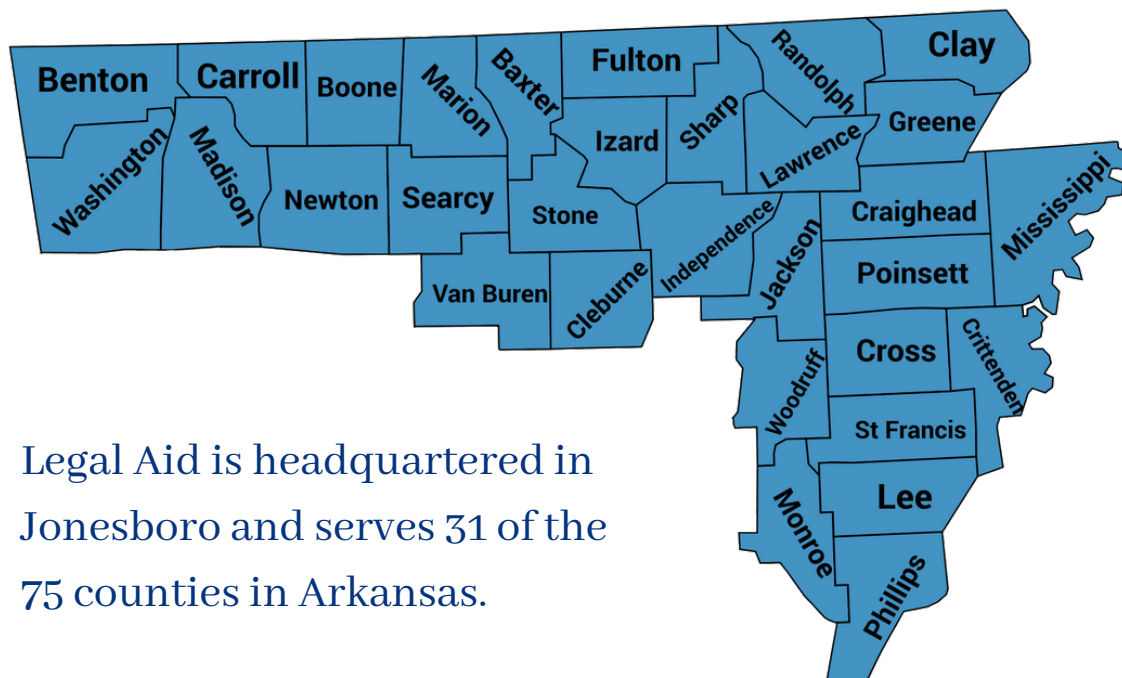 Benton
Carroll
Boone
Marion
Baxter
Fulton
Sharp
Randolph
Clay
Washington
Madison
Newton
Searcy
Stone
Izard
Lawrence
Greene
Van Buren
Cleburne
Independence
Jackson
Craighead
Mississippi
Poinsett
Woodruff
Cross
Crittenden
St Francis
Monroe
Lee
Phillips
Legal Aid is headquartered in
Jonesboro and serves 31 of the
75 counties in Arkansas.